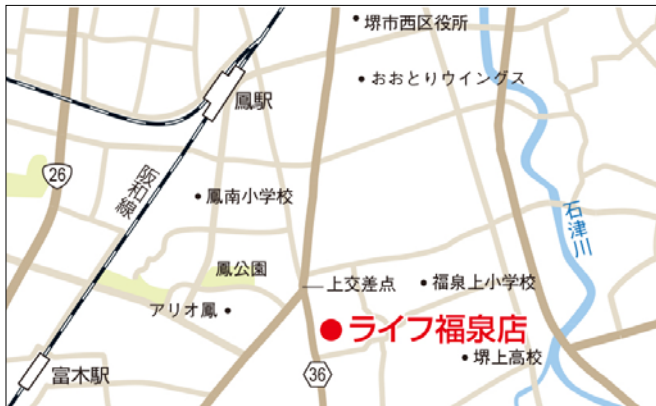 堺市西区役所
おおとりウイングス
鳳駅
26
阪和線
鳳南小学校
石津川
鳳公園
上交差点
福泉上小学校
アリオ鳳
ライフ福泉店
堺上高校
富木駅
36